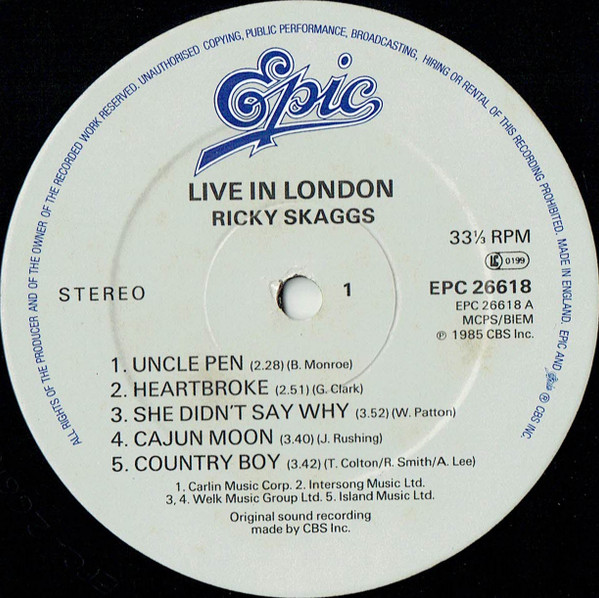 ALL RIGHTS OF THE PRODUCER AND OF THE OWNER OF THE RECORDED WORK RESERVED. UNAUTHORISED COPYING, PUBLIC PERFORMANCE, BROADCASTING, HIRING OR RENTAL OF THIS RECORDING PROHIBITED. MADE IN ENGLAND. EPIC AND Epic ® CBS INC.
Epic
LIVE IN LONDON
RICKY SKAGGS
33⅓ RPM
LC 0199
STEREO
1
EPC 26618
EPC 26618 A
MCPS/BIEM
℗ 1985 CBS Inc.
1. UNCLE PEN (2.28) (B. Monroe)
2. HEARTBROKE (2.51) (G. Clark)
3. SHE DIDN'T SAY WHY (3.52) (W. Patton)
4. CAJUN MOON (3.40) (J. Rushing)
5. COUNTRY BOY (3.42) (T. Colton/R. Smith/A. Lee)
1. Carlin Music Corp. 2. Intersong Music Ltd.
3, 4. Welk Music Group Ltd. 5. Island Music Ltd.
Original sound recording
made by CBS Inc.